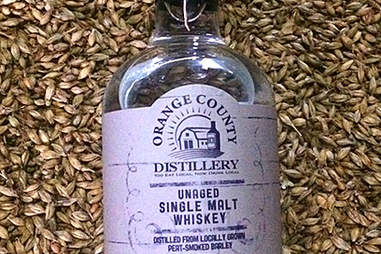 ORANGE COUNTY
DISTILLERY
YOU EAT LOCAL, NOW DRINK LOCAL
UNAGED
SINGLE MALT
WHISKEY
DISTILLED FROM LOCALLY GROWN
PEAT-SMOKED BARLEY